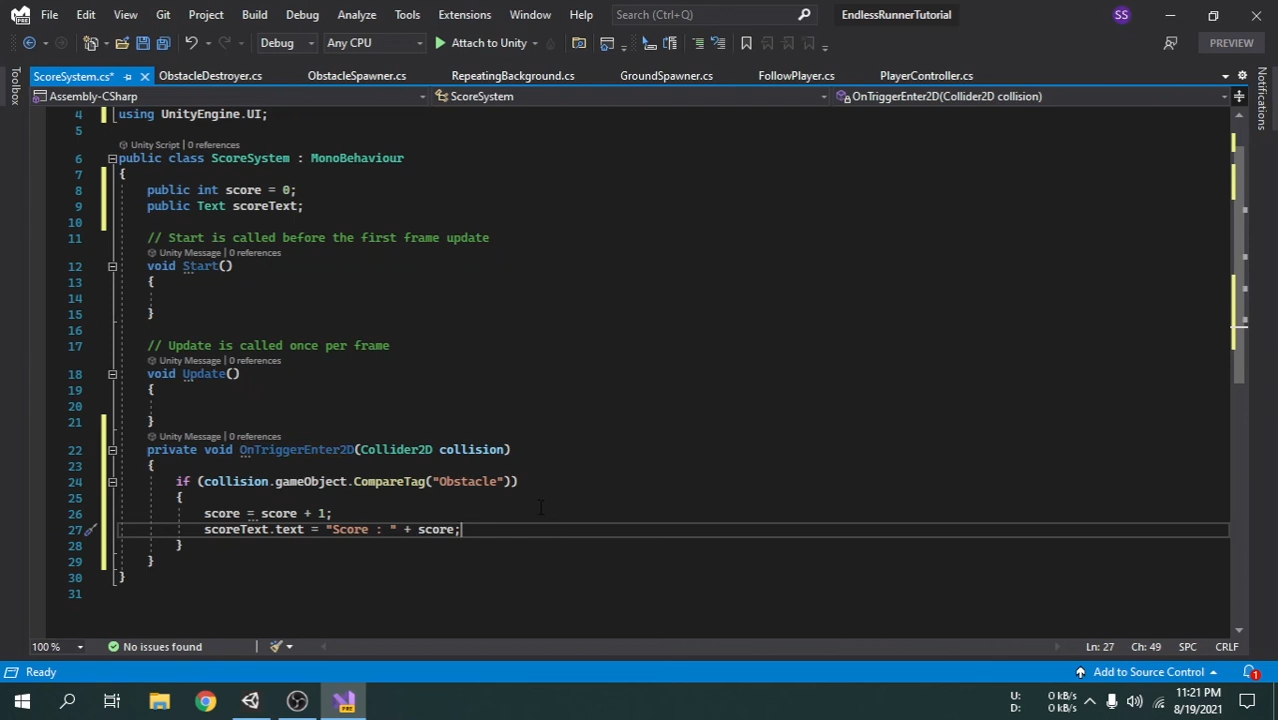 File Edit View Git Project Build Debug Analyze Tools Extensions Window Help Search (Ctrl+Q) EndlessRunnerTutorial SS
Debug Any CPU Attach to Unity PREVIEW
ScoreSystem.cs* ObstacleDestroyer.cs ObstacleSpawner.cs RepeatingBackground.cs GroundSpawner.cs FollowPlayer.cs PlayerController.cs
Toolbox
Notifications
Assembly-CSharp ScoreSystem OnTriggerEnter2D(Collider2D collision)
4 using UnityEngine.UI;
5
Unity Script | 0 references
6 public class ScoreSystem : MonoBehaviour
7 {
8 public int score = 0;
9 public Text scoreText;
10
11 // Start is called before the first frame update
Unity Message | 0 references
12 void Start()
13 {
14
15 }
16
17 // Update is called once per frame
Unity Message | 0 references
18 void Update()
19 {
20
21 }
Unity Message | 0 references
22 private void OnTriggerEnter2D(Collider2D collision)
23 {
24 if (collision.gameObject.CompareTag("Obstacle"))
25 {
26 score = score + 1;
27 scoreText.text = "Score : " + score;
28 }
29 }
30 }
31
100 % No issues found Ln: 27 Ch: 49 SPC CRLF
Ready Add to Source Control 1
PRE
U: 0 kB/s
D: 0 kB/s
11:21 PM
8/19/2021